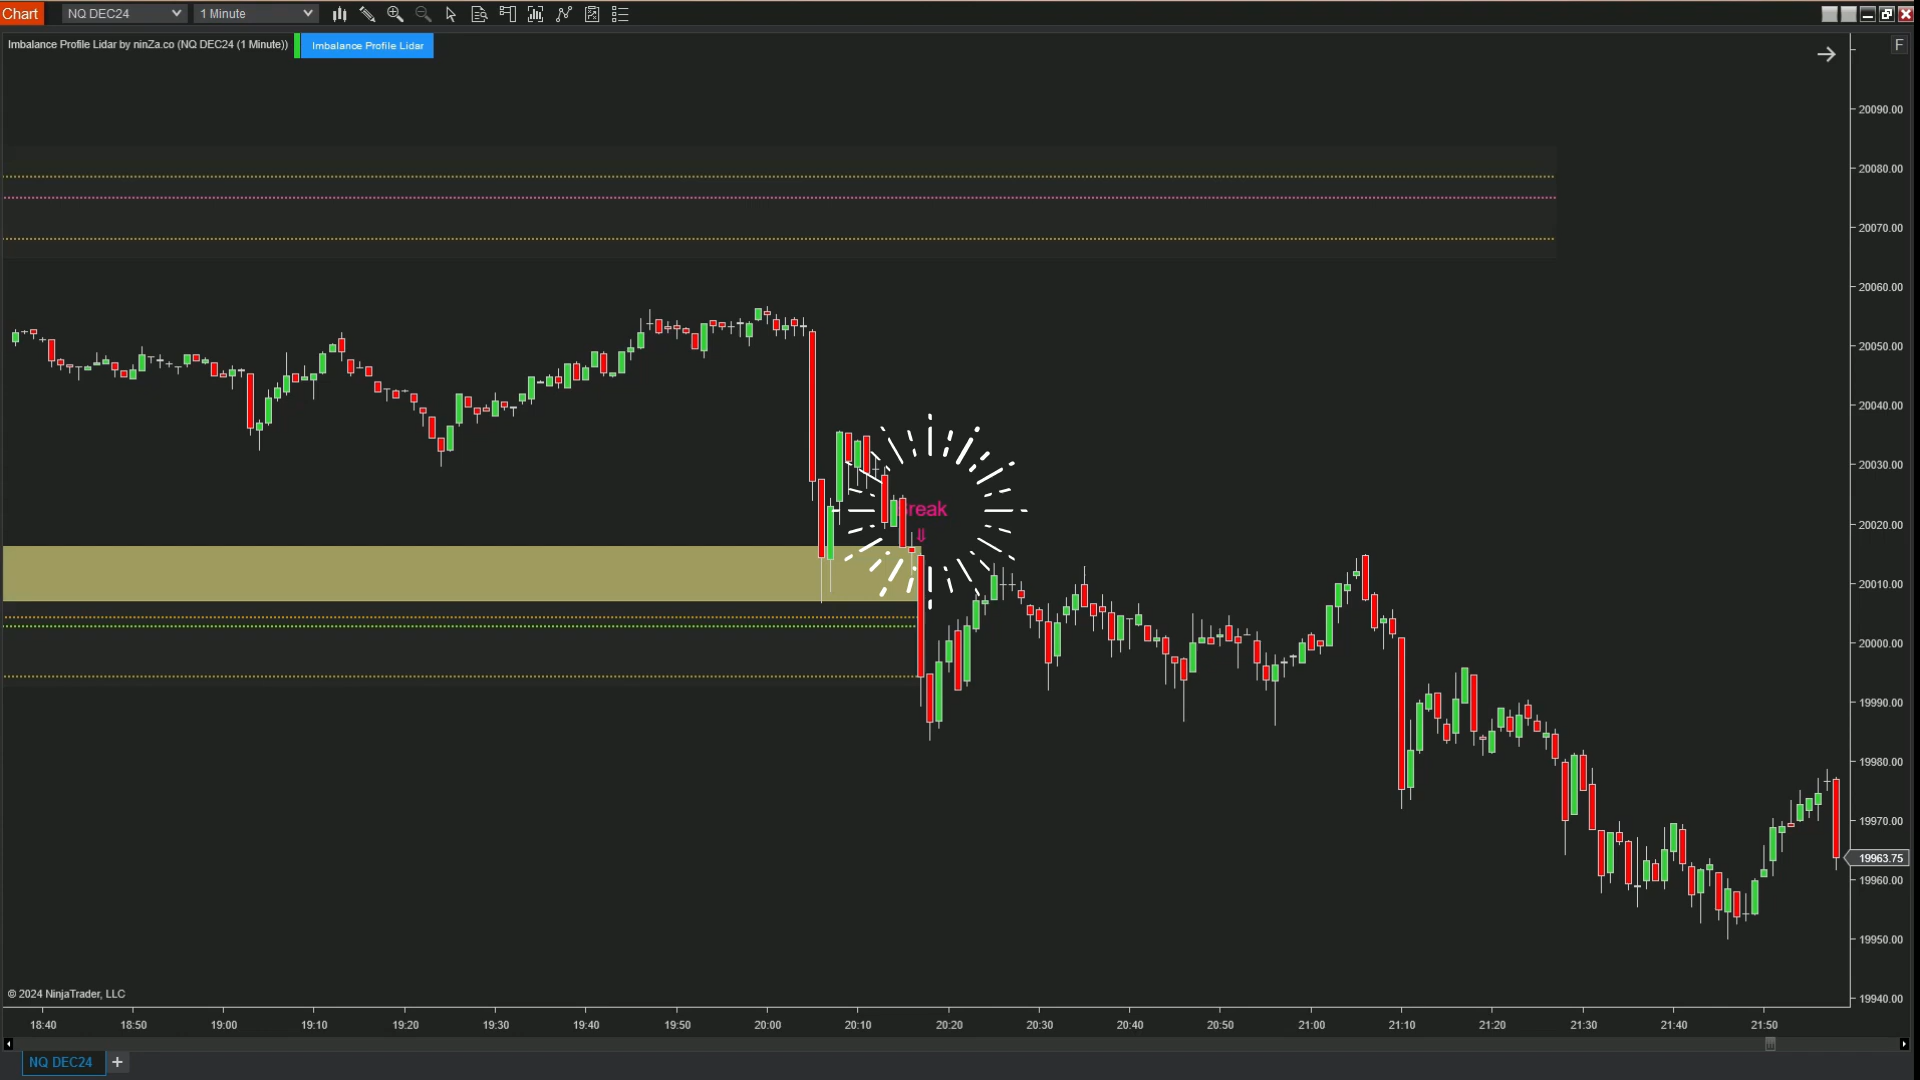 Chart NQ DEC24 1 Minute
Imbalance Profile Lidar by ninZa.co (NQ DEC24 (1 Minute)) Imbalance Profile Lidar
F
20090.00
20080.00
20070.00
20060.00
20050.00
20040.00
20030.00
Break
20020.00
20010.00
20000.00
19990.00
19980.00
19970.00
19963.75
19960.00
19950.00
19940.00
© 2024 NinjaTrader, LLC
18:40 18:50 19:00 19:10 19:20 19:30 19:40 19:50 20:00 20:10 20:20 20:30 20:40 20:50 21:00 21:10 21:20 21:30 21:40 21:50
NQ DEC24 +